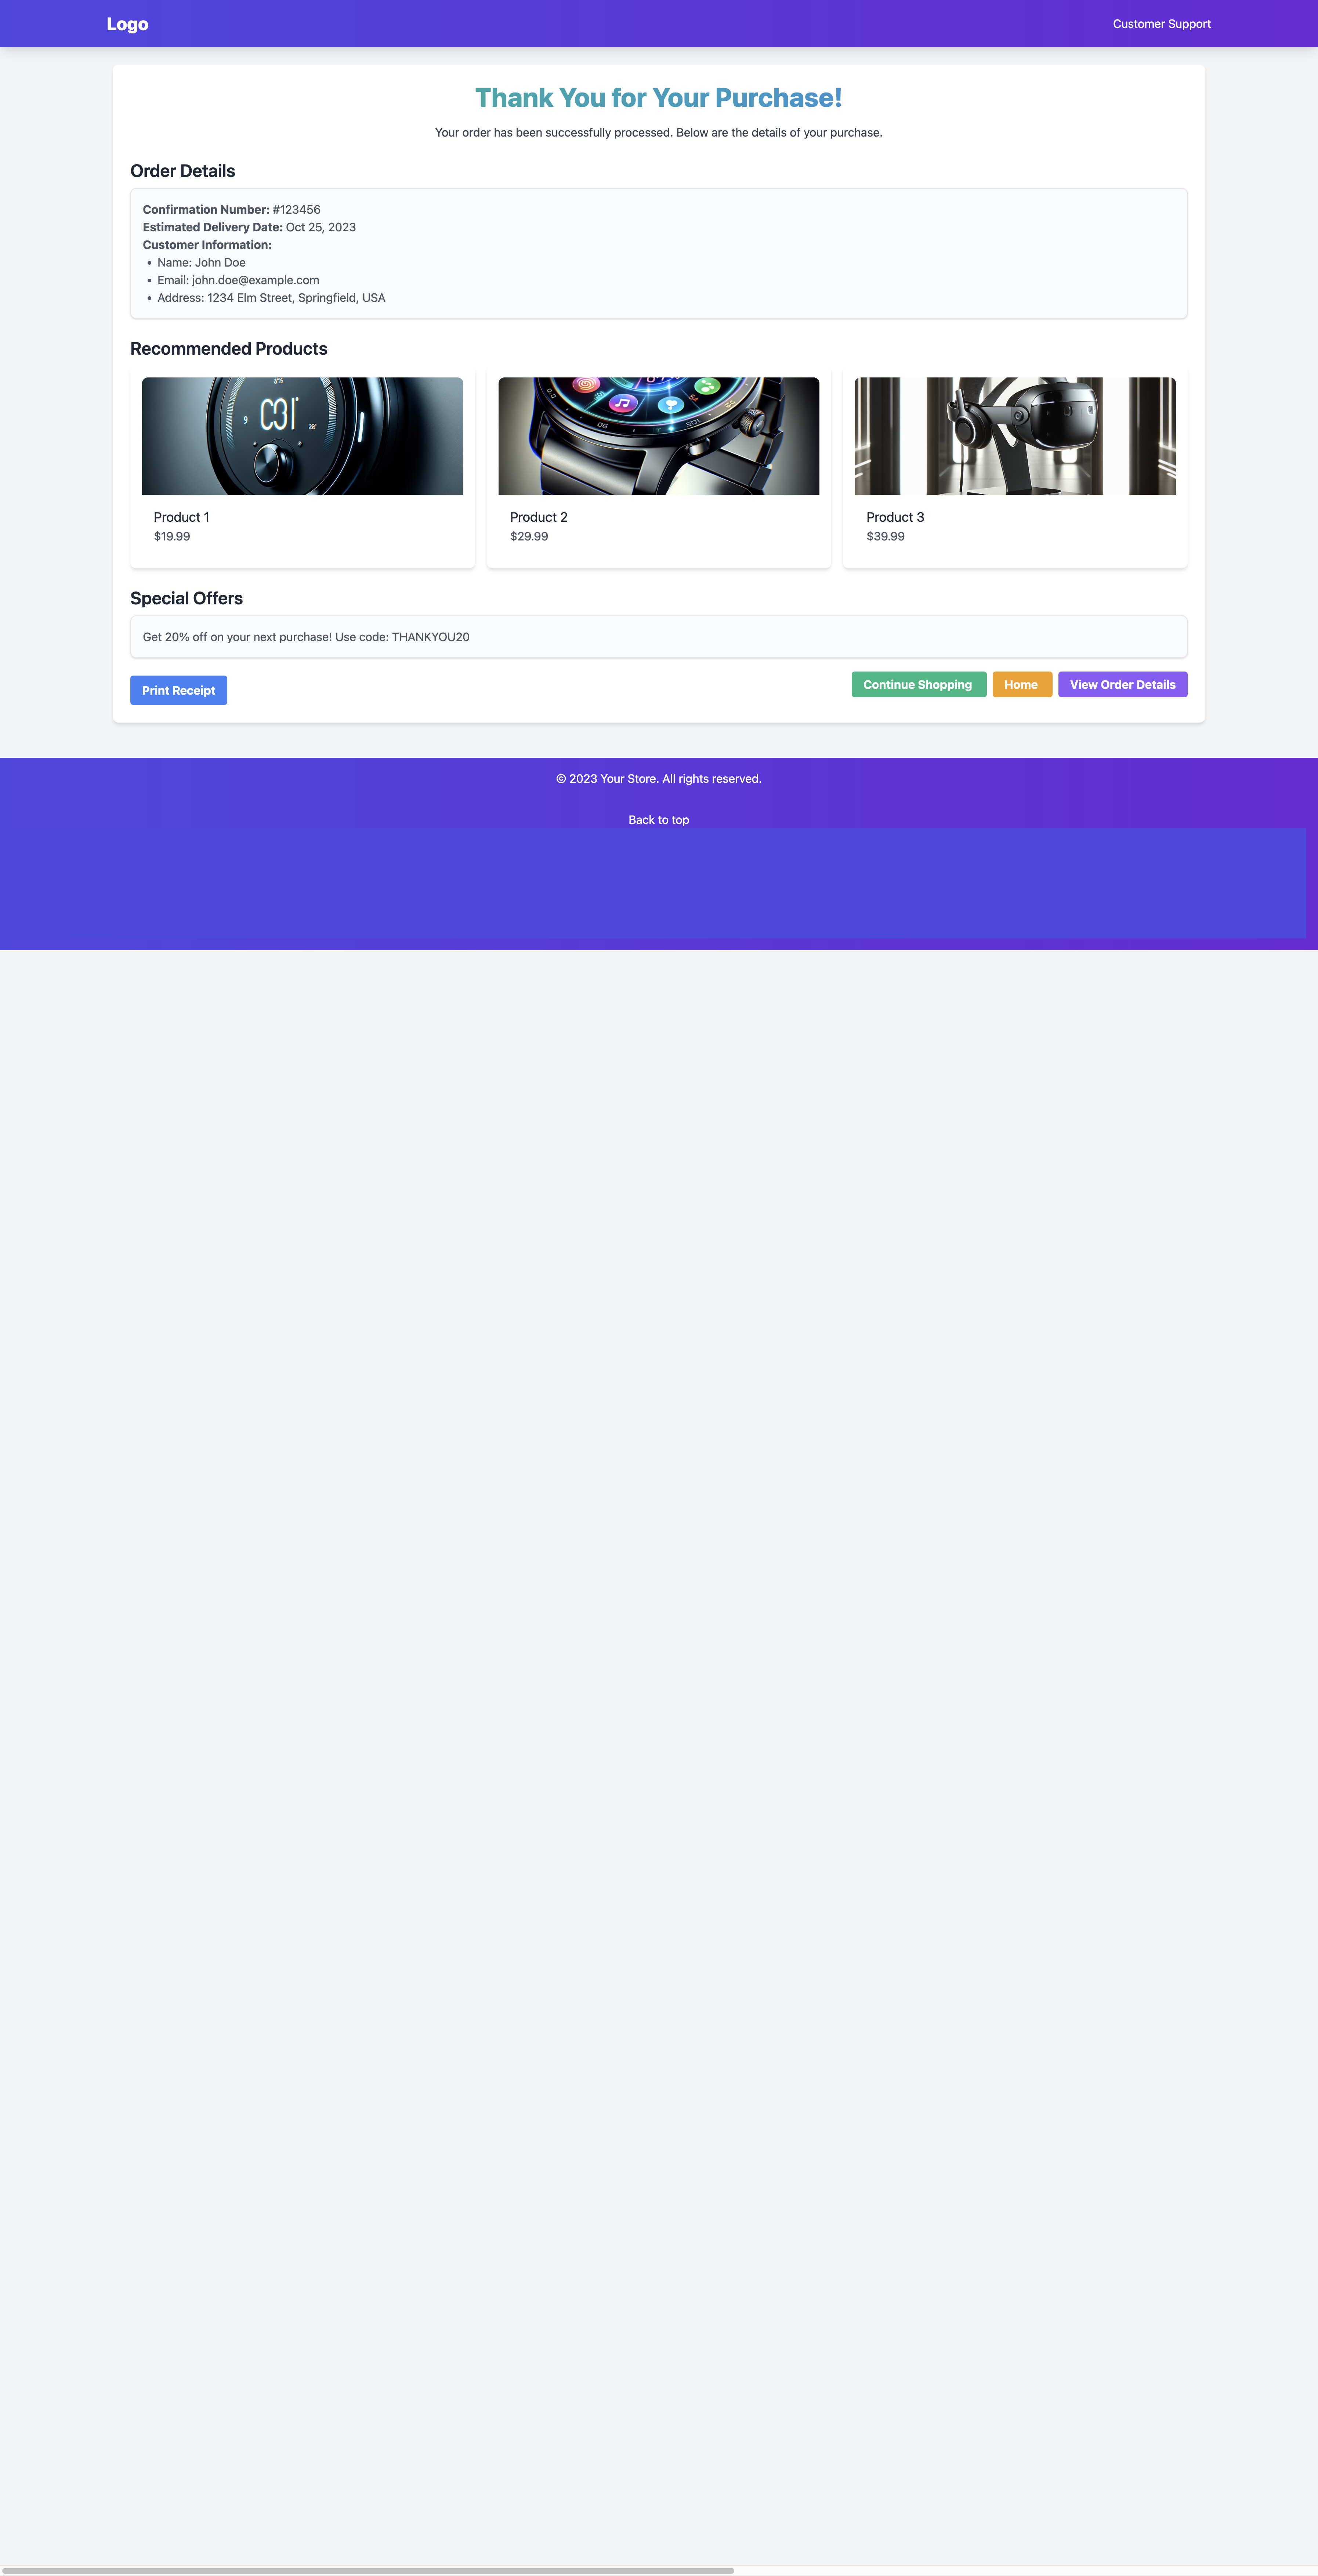 Logo
Customer Support
Thank You for Your Purchase!
Your order has been successfully processed. Below are the details of your purchase.
Order Details
Confirmation Number: #123456
Estimated Delivery Date: Oct 25, 2023
Customer Information:
• Name: John Doe
• Email: john.doe@example.com
• Address: 1234 Elm Street, Springfield, USA
Recommended Products
Product 1
$19.99
Product 2
$29.99
Product 3
$39.99
Special Offers
Get 20% off on your next purchase! Use code: THANKYOU20
Print Receipt
Continue Shopping
Home
View Order Details
© 2023 Your Store. All rights reserved.
Back to top